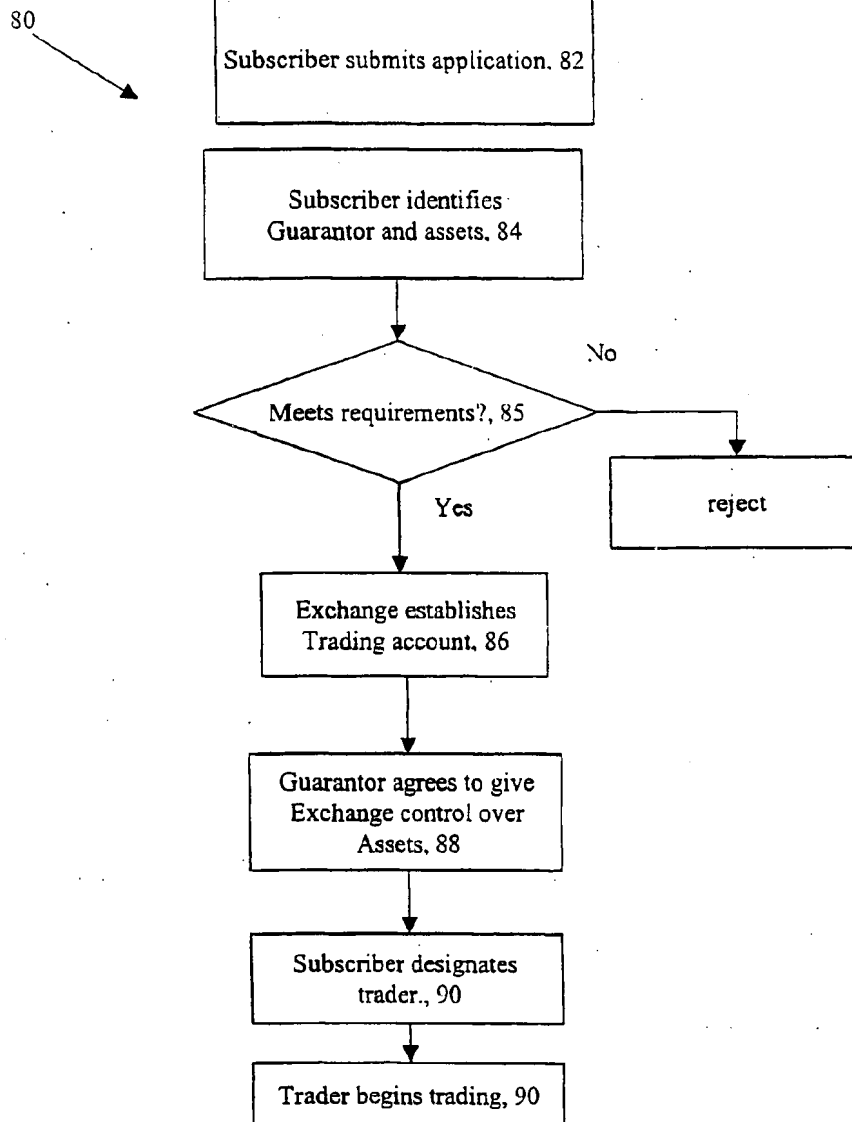 80
Subscriber submits application. 82
Subscriber identifies
Guarantor and assets. 84
No
Meets requirements?, 85
Yes
reject
Exchange establishes
Trading account. 86
Guarantor agrees to give
Exchange control over
Assets, 88
Subscriber designates
trader., 90
Trader begins trading, 90